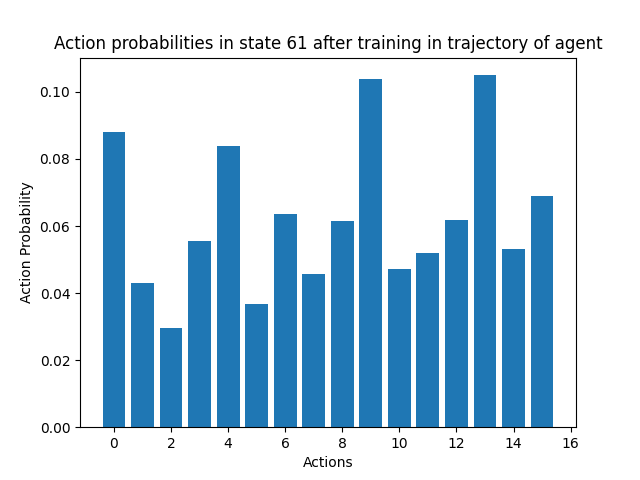 Action probabilities in state 61 after training in trajectory of agent
0.10
0.08
0.06
0.04
0.02
0.00
Action Probability
0 2 4 6 8 10 12 14 16
Actions